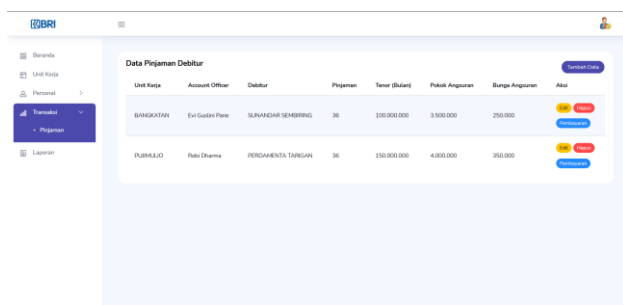 BRI
Beranda
Unit Kerja
Personal
Transaksi
Pinjaman
Laporan
Data Pinjaman Debitur
Tambah Data
Unit Kerja Account Officer Debitur Pinjaman Tenor (Bulan) Pokok Angsuran Bunga Angsuran Aksi
BANGKATAN Evi Gustini Pane SUNANDAR SEMBIRING 36 100.000.000 3.500.000 250.000 Edit Hapus
Pembayaran
PUJIMULIO Robi Dharma PERDAMENTA TARIGAN 36 150.000.000 4.000.000 350.000 Edit Hapus
Pembayaran